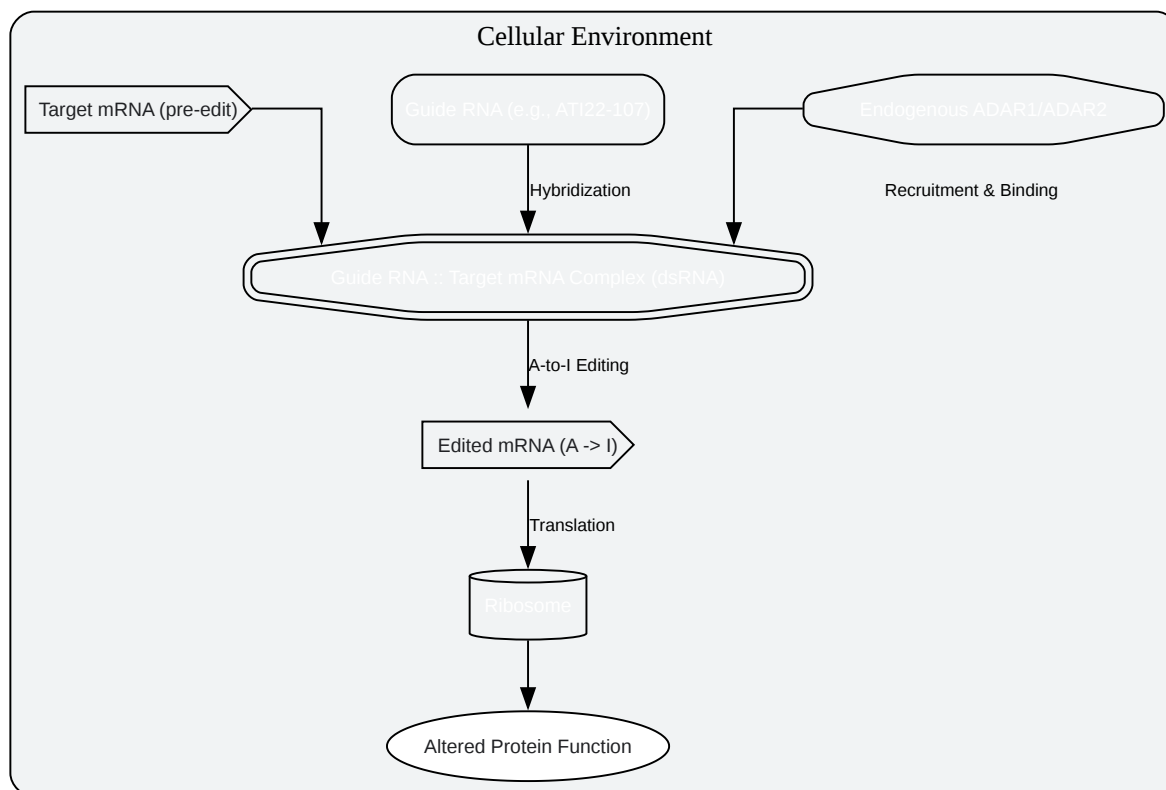 Cellular Environment
Target mRNA (pre-edit)
Guide RNA (e.g., ATI22-107)
Endogenous ADAR1/ADAR2
Hybridization
Recruitment & Binding
Guide RNA :: Target mRNA Complex (dsRNA)
A-to-I Editing
Edited mRNA (A -> I)
Translation
Ribosome
Altered Protein Function